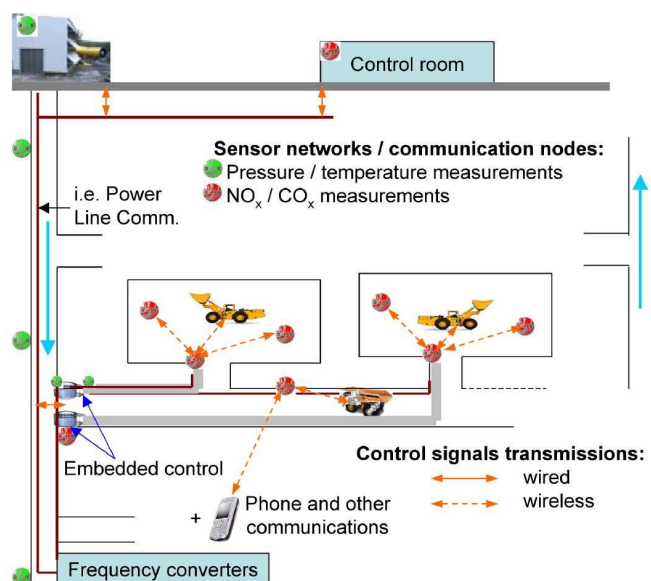 Control room
Sensor networks / communication nodes:
Pressure / temperature measurements
NOx / COx measurements
i.e. Power
Line Comm.
Embedded control
Control signals transmissions:
wired
wireless
+ Phone and other
communications
Frequency converters